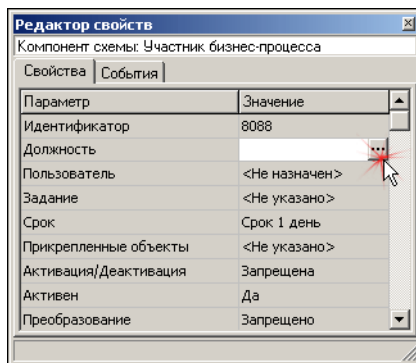 Редактор свойств
Компонент схемы: Участник бизнес-процесса
Свойства События
Параметр Значение
Идентификатор 8088
Должность ...
Пользователь <Не назначен>
Задание <Не указано>
Срок Срок 1 день
Прикрепленные объекты <Не указано>
Активация/Деактивация Запрещена
Активен Да
Преобразование Запрещено